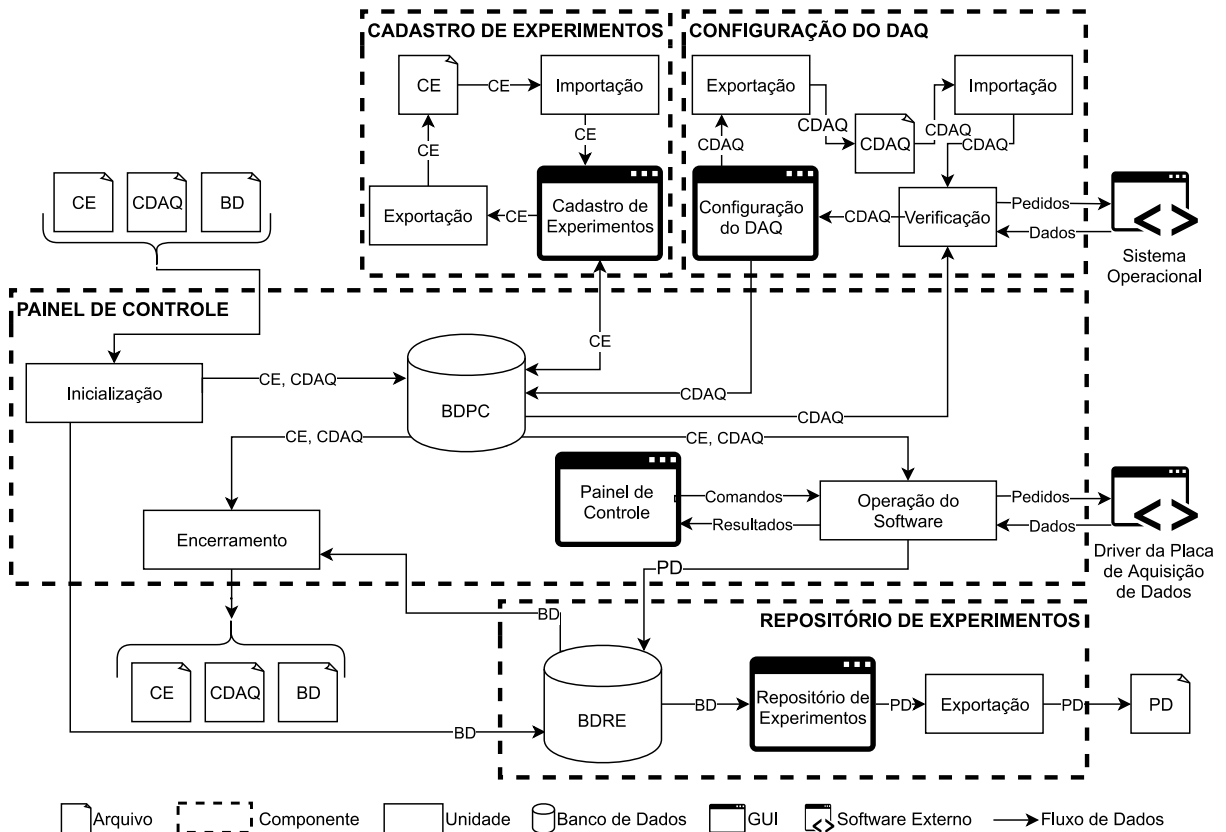 CADASTRO DE EXPERIMENTOS
CONFIGURAÇÃO DO DAQ
CE
CE
Importação
Exportação
CDAQ
CDAQ
CDAQ
Importação
CE
CE
CDAQ
CDAQ
CE
CDAQ
BD
Exportação
CE
Cadastro de
Experimentos
Configuração
do DAQ
CDAQ
Verificação
Pedidos
Dados
Sistema
Operacional
PAINEL DE CONTROLE
Inicialização
CE, CDAQ
BDPC
CE
CDAQ
CDAQ
CE, CDAQ
CE, CDAQ
Encerramento
Painel de
Controle
Comandos
Resultados
Operação do
Software
Pedidos
Dados
Driver da Placa
de Aquisição
de Dados
PD
BD
REPOSITÓRIO DE EXPERIMENTOS
CE
CDAQ
BD
BD
BDRE
BD
Repositório de
Experimentos
PD
Exportação
PD
PD
Arquivo
Componente
Unidade
Banco de Dados
GUI
Software Externo
Fluxo de Dados